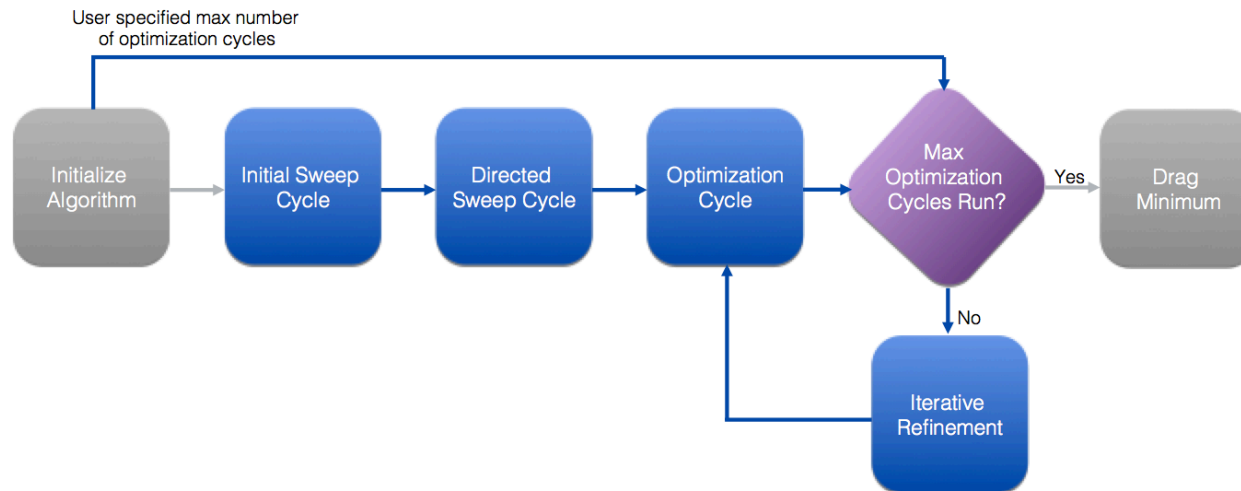 User specified max number
of optimization cycles
Initialize
Algorithm
Initial Sweep
Cycle
Directed
Sweep Cycle
Optimization
Cycle
Max
Optimization
Cycles Run?
Yes
Drag
Minimum
No
Iterative
Refinement